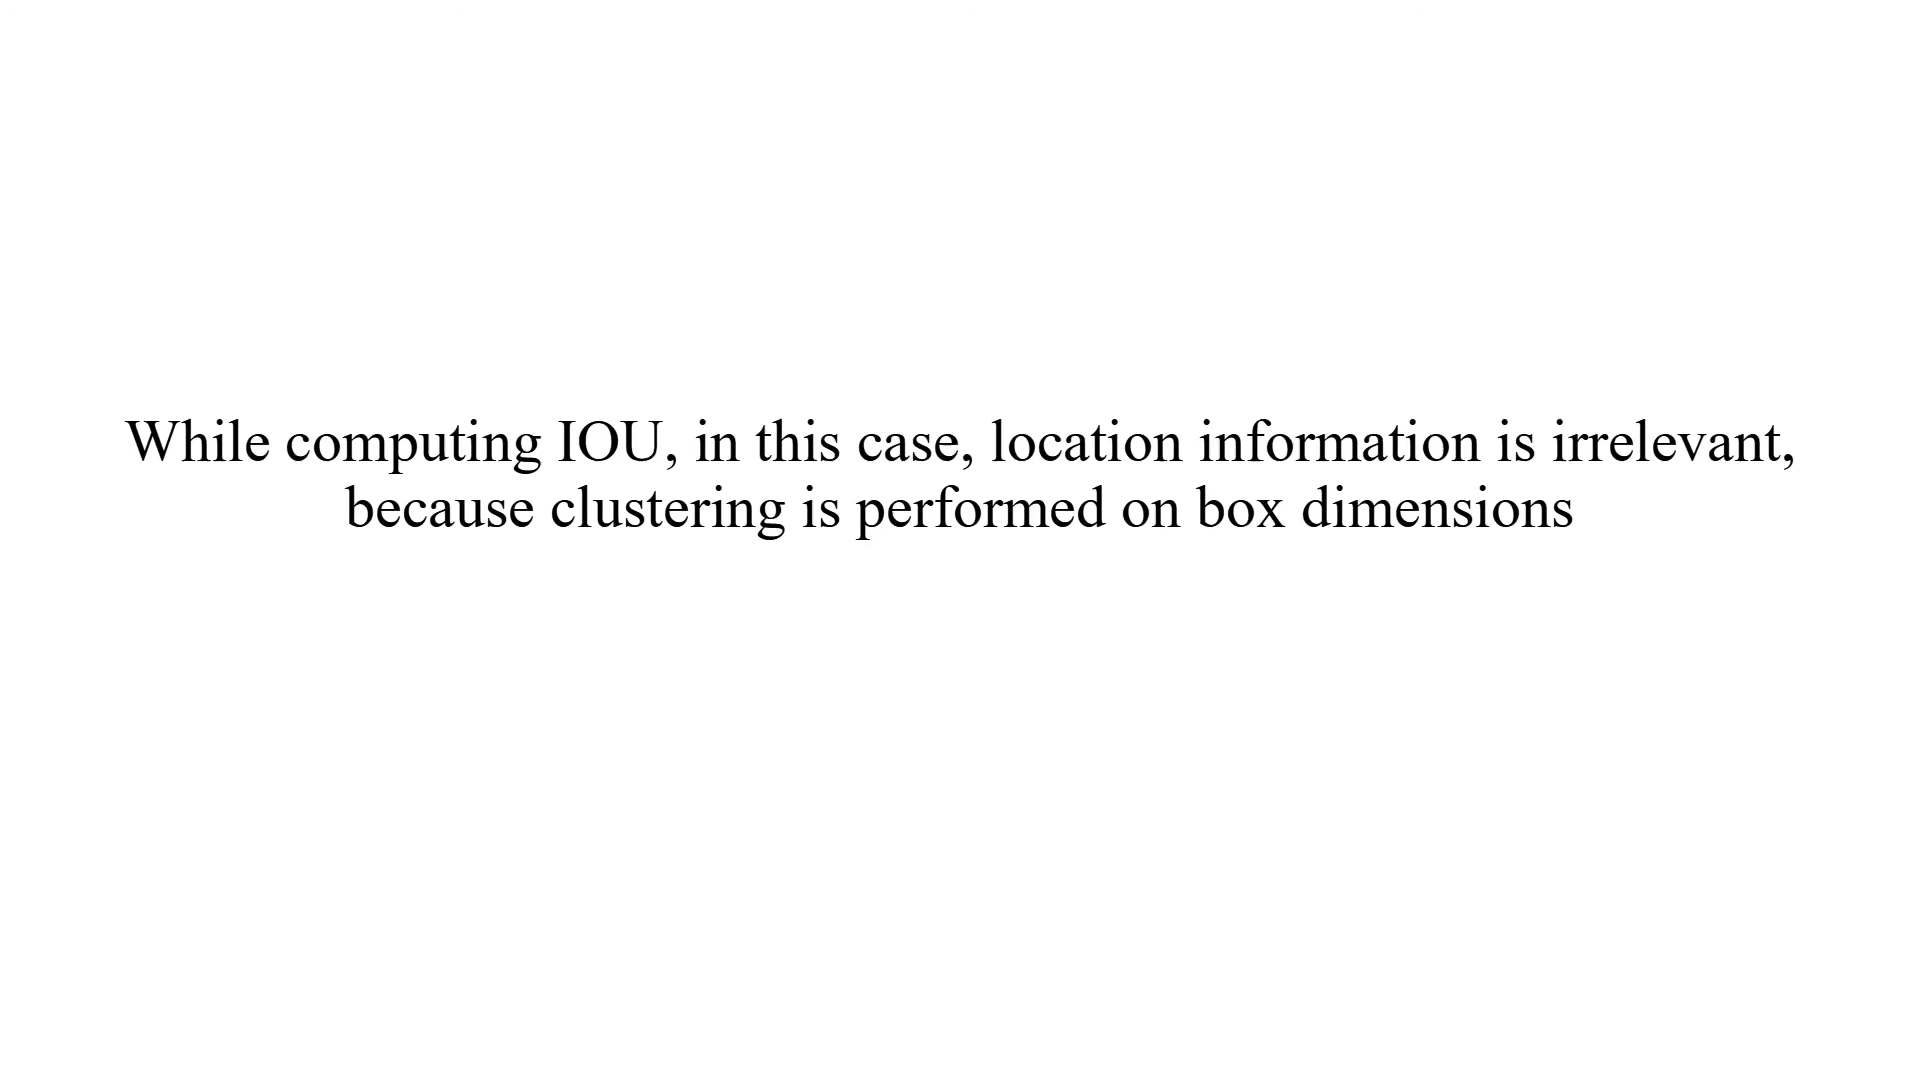 While computing IOU, in this case, location information is irrelevant,
because clustering is performed on box dimensions